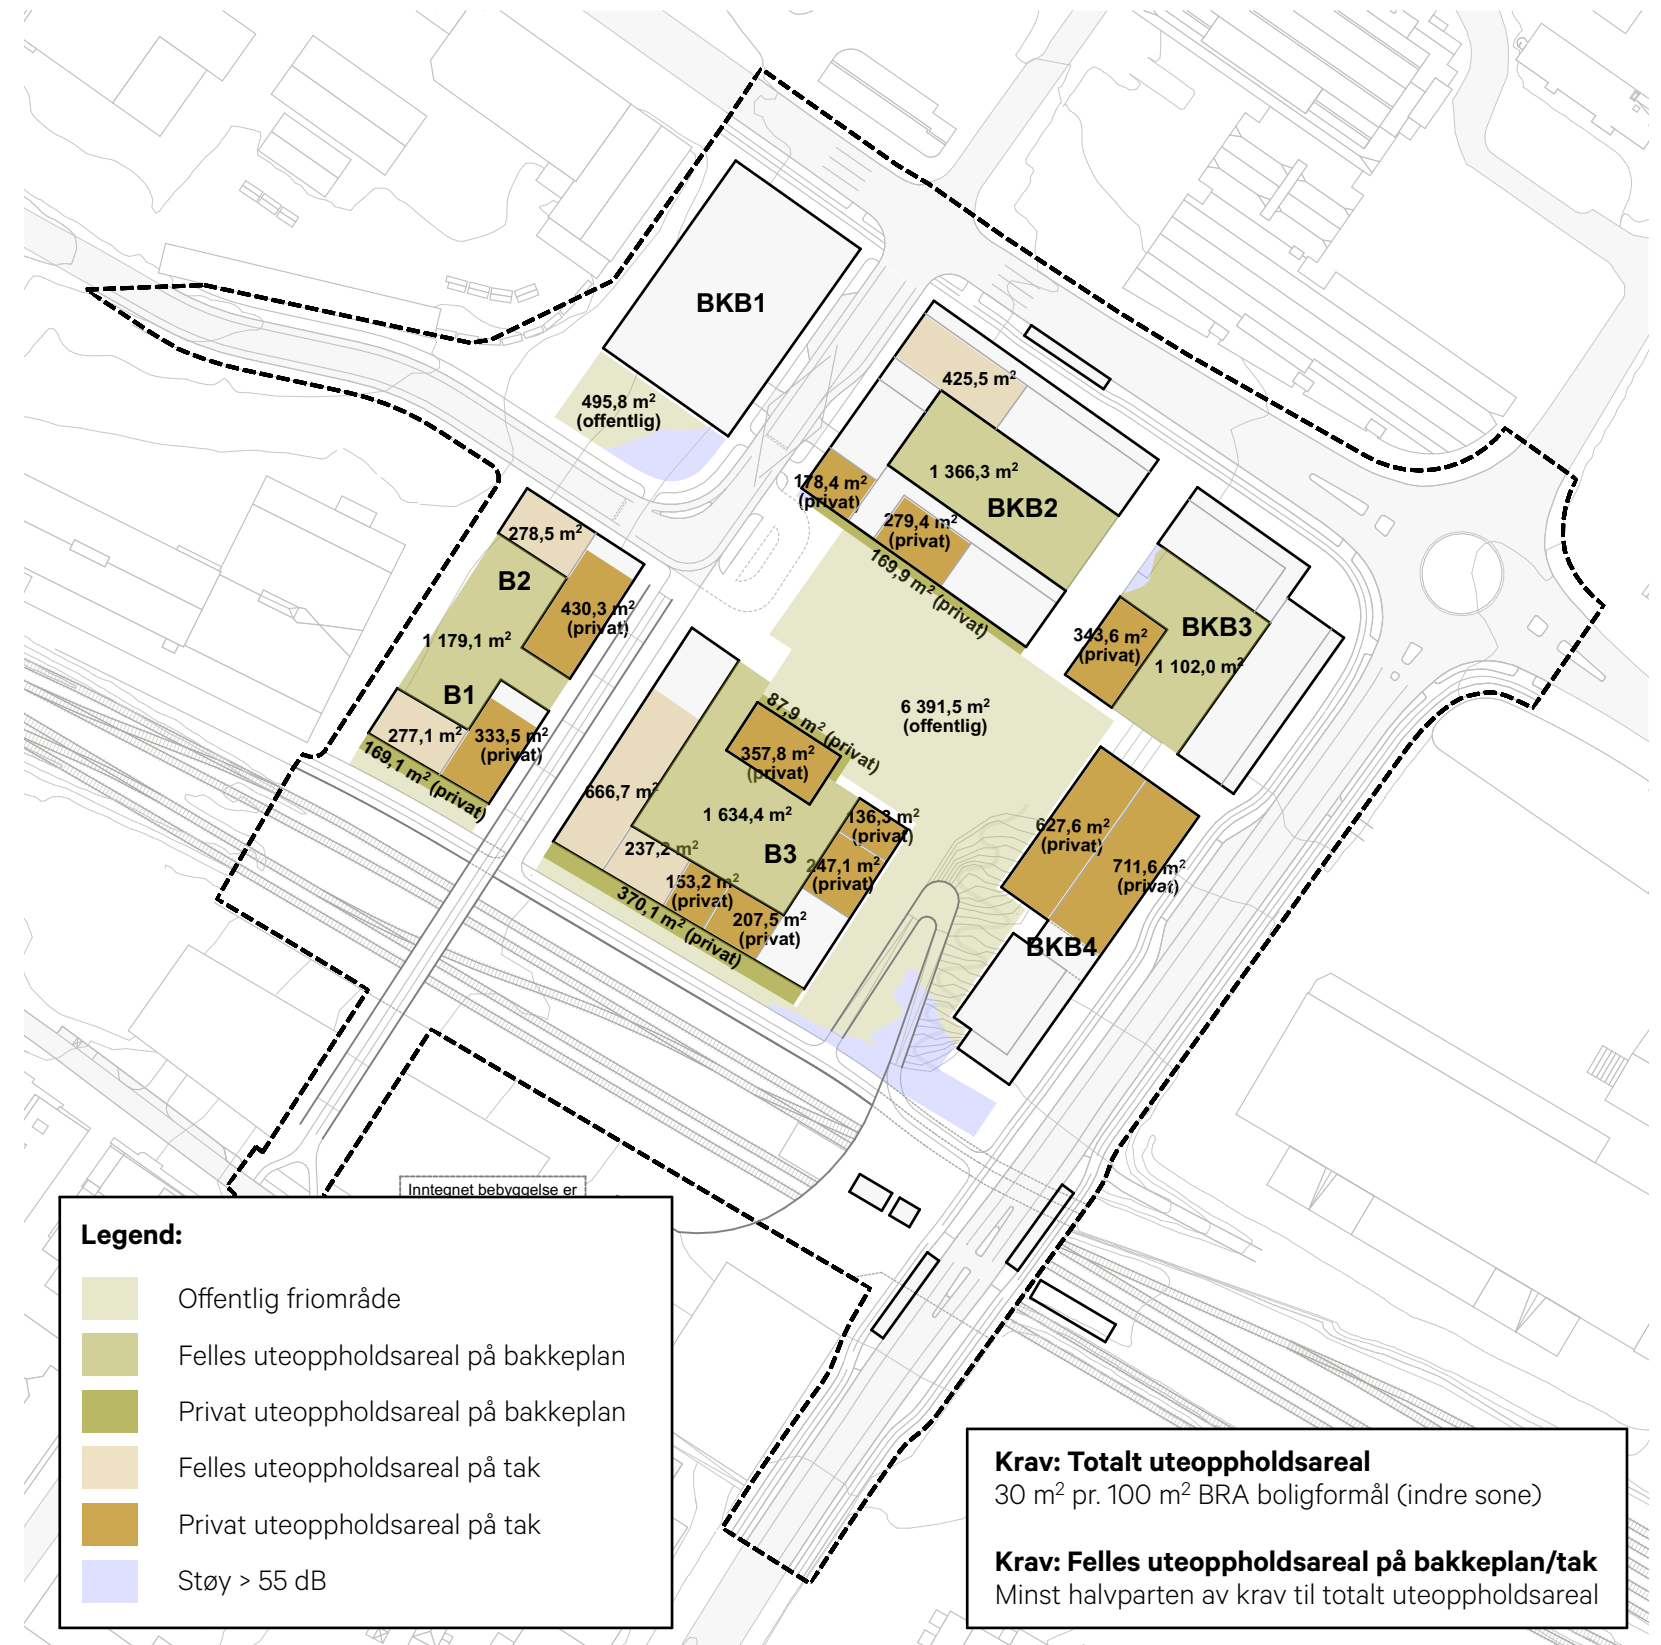 BKB1
495,8 m²
(offentlig)
425,5 m²
1 366,3 m²
BKB2
178,4 m²
(privat)
279,4 m²
(privat)
169,9 m² (privat)
278,5 m²
B2
430,3 m²
(privat)
1 179,1 m²
B1
277,1 m²
333,5 m²
(privat)
169,1 m² (privat)
343,6 m²
(privat)
BKB3
1 102,0 m²
6 391,5 m²
(offentlig)
87,9 m² (privat)
357,8 m²
(privat)
666,7 m²
1 634,4 m²
B3
237,2 m²
153,2 m²
(privat)
207,5 m²
(privat)
136,3 m²
(privat)
247,1 m²
(privat)
370,1 m² (privat)
627,6 m²
(privat)
711,6 m²
(privat)
BKB4
Inntegnet bebyggelse er
Legend:
Offentlig friområde
Felles uteoppholdsareal på bakkeplan
Privat uteoppholdsareal på bakkeplan
Felles uteoppholdsareal på tak
Privat uteoppholdsareal på tak
Støy > 55 dB
Krav: Totalt uteoppholdsareal
30 m² pr. 100 m² BRA boligformål (indre sone)
Krav: Felles uteoppholdsareal på bakkeplan/tak
Minst halvparten av krav til totalt uteoppholdsareal